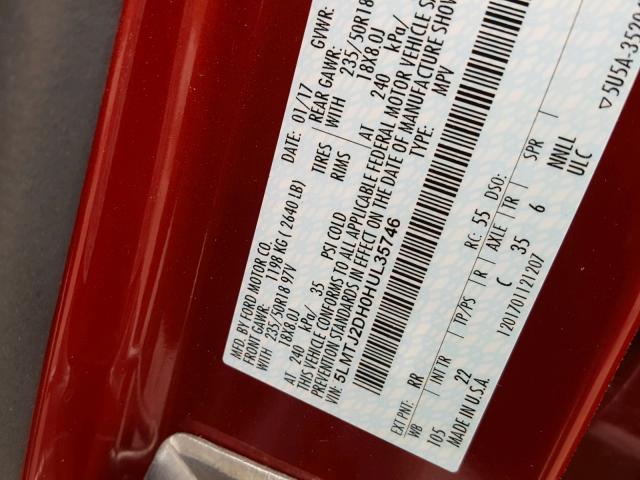 MFD. BY FORD MOTOR CO.
DATE: 01/17 GVWR:
FRONT GAWR: 1198 KG ( 2640 LB) REAR GAWR:
WITH 235/50R18 97V TIRES WITH 235/50R18
18X8.0J RIMS 18X8.0J
AT 240 kPa/ 35 PSI COLD AT 240 kPa/
THIS VEHICLE CONFORMS TO ALL APPLICABLE FEDERAL MOTOR VEHICLE
STANDARDS IN EFFECT ON THE DATE OF MANUFACTURE SHOWN
VIN: 5LMTJ2DH0HUL35746 TYPE: MPV
EXT PNT: RR RC: 55 DSO:
WB INT TR TP/PS R AXLE TR SPR
105 22 C 35 6 NNLL
MADE IN U.S.A. 1201701121207 ULC
▽5U5A-3520